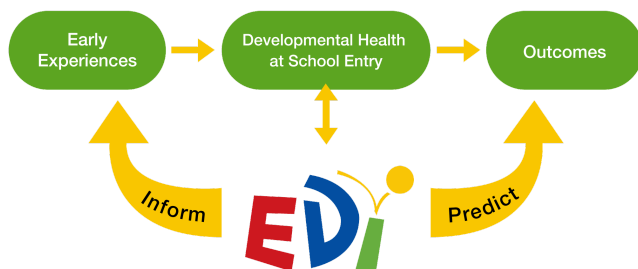 Early
Experiences
Developmental Health
at School Entry
Outcomes
Inform
EDI
Predict